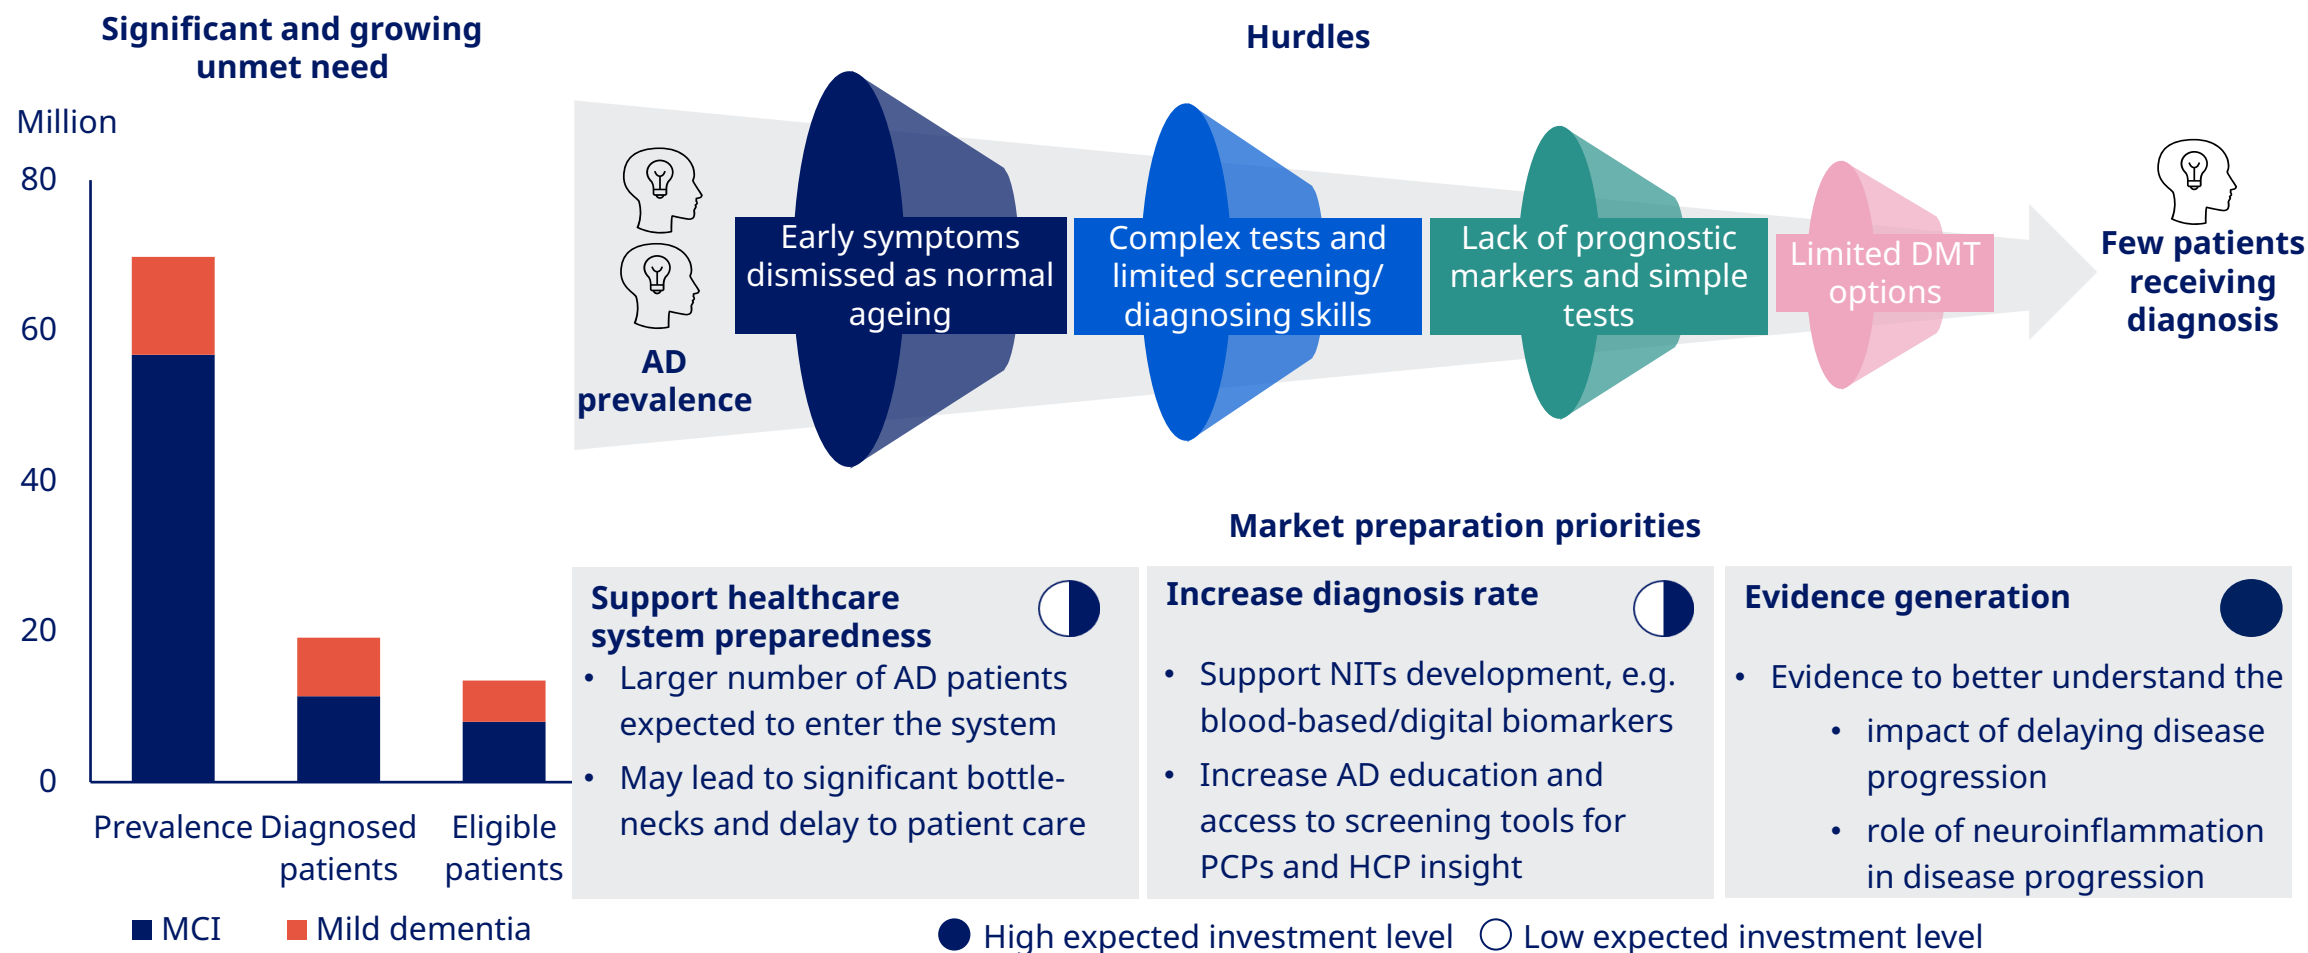 Significant and growing
unmet need
Million
80
60
40
20
0
Prevalence
Diagnosed
patients
Eligible
patients
MCI
Mild dementia
Hurdles
AD
prevalence
Early symptoms
dismissed as normal
ageing
Complex tests and
limited screening/
diagnosing skills
Lack of prognostic
markers and simple
tests
Limited DMT
options
Few patients
receiving
diagnosis
Market preparation priorities
Support healthcare
system preparedness
• Larger number of AD patients
expected to enter the system
• May lead to significant bottle-
necks and delay to patient care
Increase diagnosis rate
• Support NITs development, e.g.
blood-based/digital biomarkers
• Increase AD education and
access to screening tools for
PCPs and HCP insight
Evidence generation
• Evidence to better understand the
• impact of delaying disease
progression
• role of neuroinflammation
in disease progression
High expected investment level
Low expected investment level